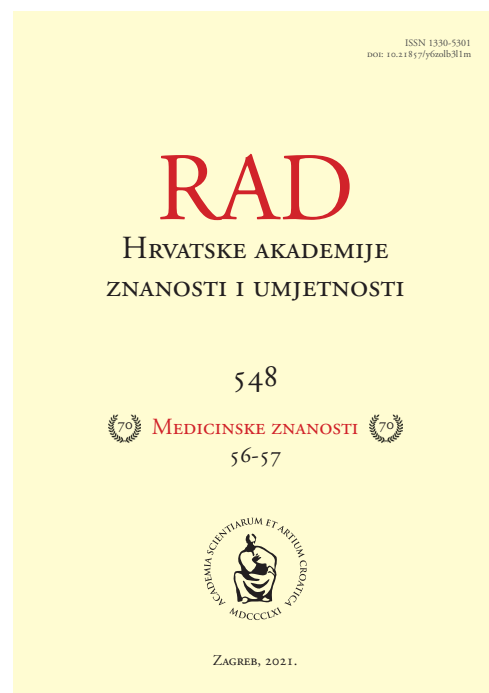 ISSN 1330-5301
DOI: 10.21857/y6zolb3l1m
RAD
Hrvatske akademije
znanosti i umjetnosti
548
70 Medicinske znanosti 70
56-57
ACADEMIA SCIENTIARUM ET ARTIUM CROATICA
MDCCCLXI
Zagreb, 2021.